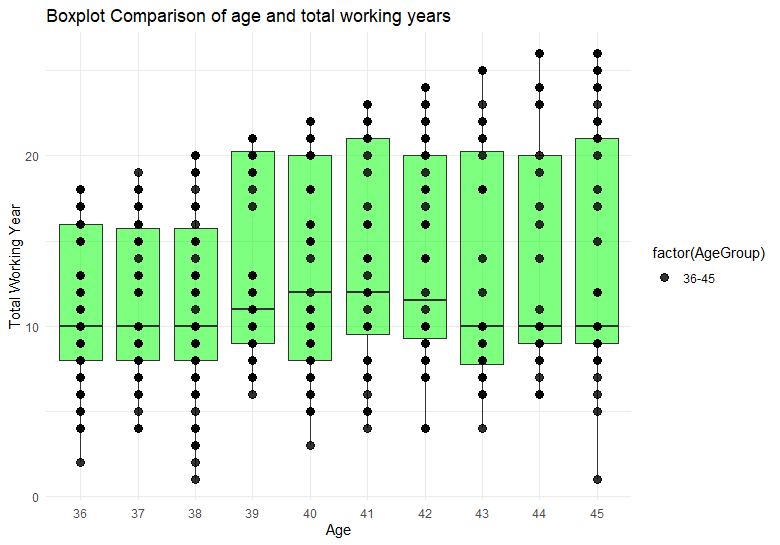 Boxplot Comparison of age and total working years
Total Working Year
20
10
0
36 37 38 39 40 41 42 43 44 45
Age
factor(AgeGroup)
36-45